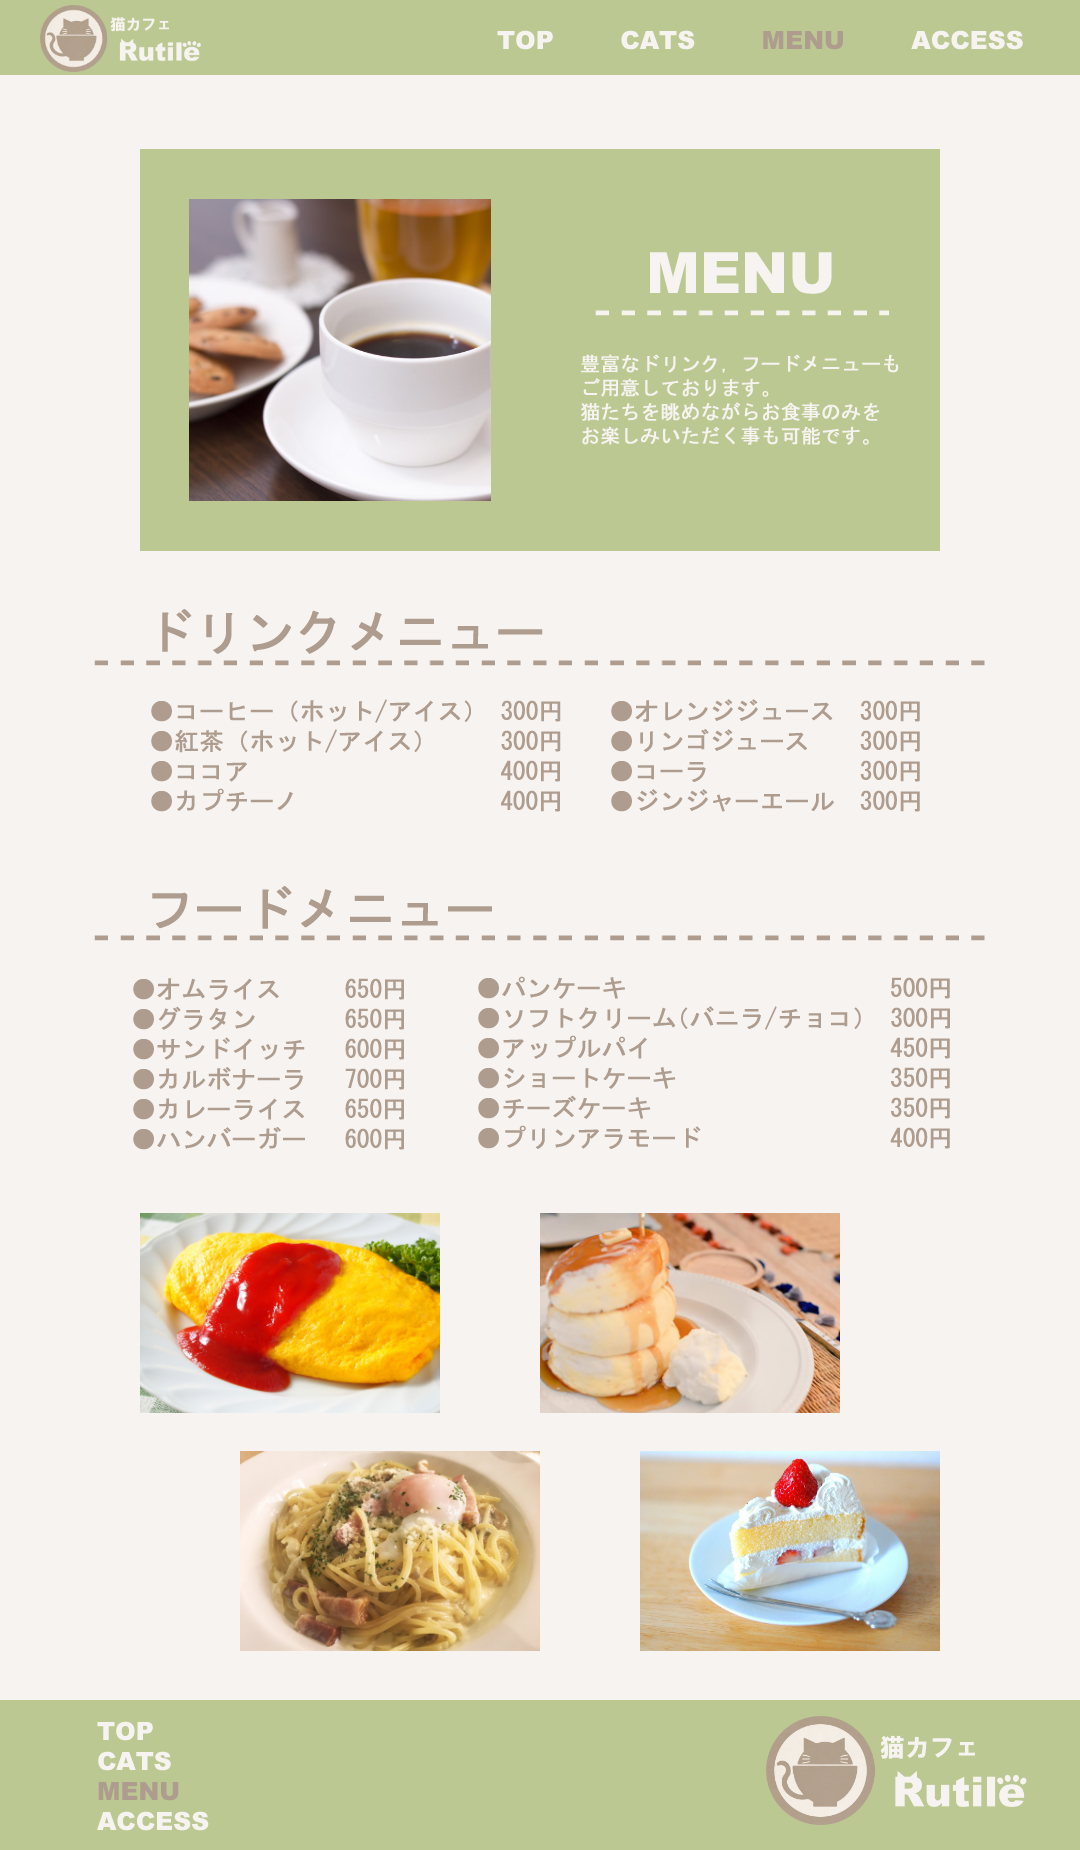 猫カフェ
Rutile
TOP CATS MENU ACCESS
MENU
豊富なドリンク，フードメニューも
ご用意しております。
猫たちを眺めながらお食事のみを
お楽しみいただく事も可能です。
ドリンクメニュー
●コーヒー（ホット/アイス） 300円
●紅茶（ホット/アイス） 300円
●ココア 400円
●カプチーノ 400円
●オレンジジュース 300円
●リンゴジュース 300円
●コーラ 300円
●ジンジャーエール 300円
フードメニュー
●オムライス 650円
●グラタン 650円
●サンドイッチ 600円
●カルボナーラ 700円
●カレーライス 650円
●ハンバーガー 600円
●パンケーキ 500円
●ソフトクリーム(バニラ/チョコ） 300円
●アップルパイ 450円
●ショートケーキ 350円
●チーズケーキ 350円
●プリンアラモード 400円
TOP
CATS
MENU
ACCESS
猫カフェ
Rutile